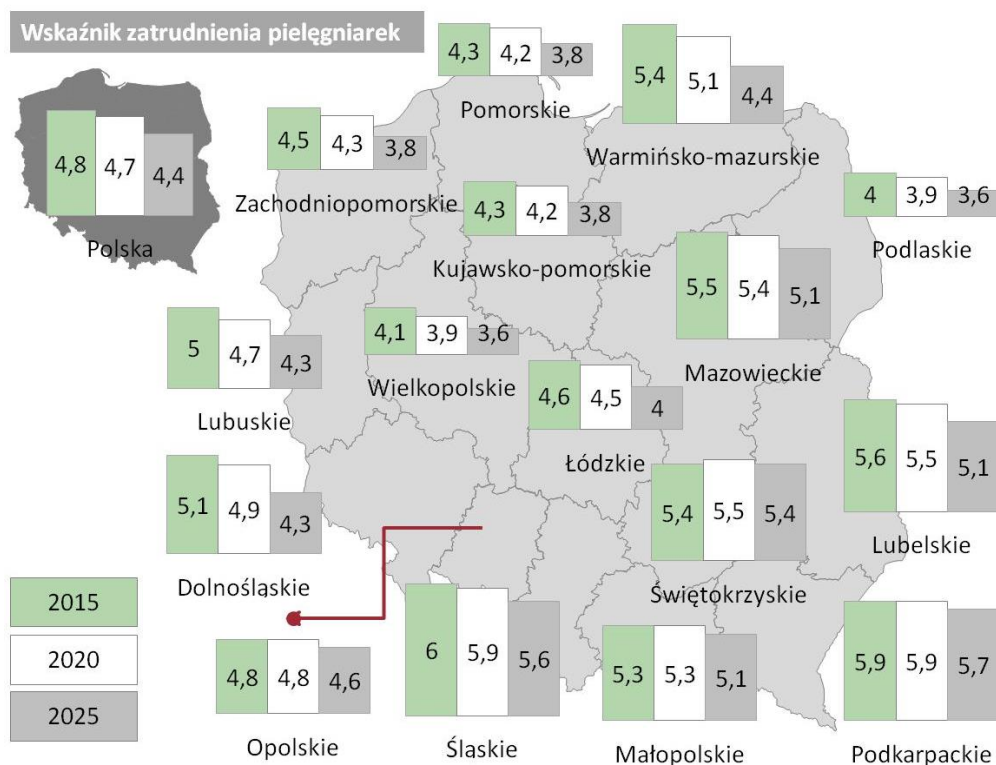 Wskaźnik zatrudnienia pielęgniarek
4,8 4,7 4,4
Polska
4,3 4,2 3,8
Pomorskie
5,4 5,1 4,4
Warmińsko-mazurskie
4,5 4,3 3,8
Zachodniopomorskie
4,3 4,2 3,8
Kujawsko-pomorskie
4 3,9 3,6
Podlaskie
5,5 5,4 5,1
Mazowieckie
5 4,7 4,3
Lubuskie
4,1 3,9 3,6
Wielkopolskie
4,6 4,5 4
Łódzkie
5,6 5,5 5,1
Lubelskie
5,1 4,9 4,3
Dolnośląskie
5,4 5,5 5,4
Świętokrzyskie
2015
2020
2025
4,8 4,8 4,6
Opolskie
6 5,9 5,6
Ślaskie
5,3 5,3 5,1
Małopolskie
5,9 5,9 5,7
Podkarpackie